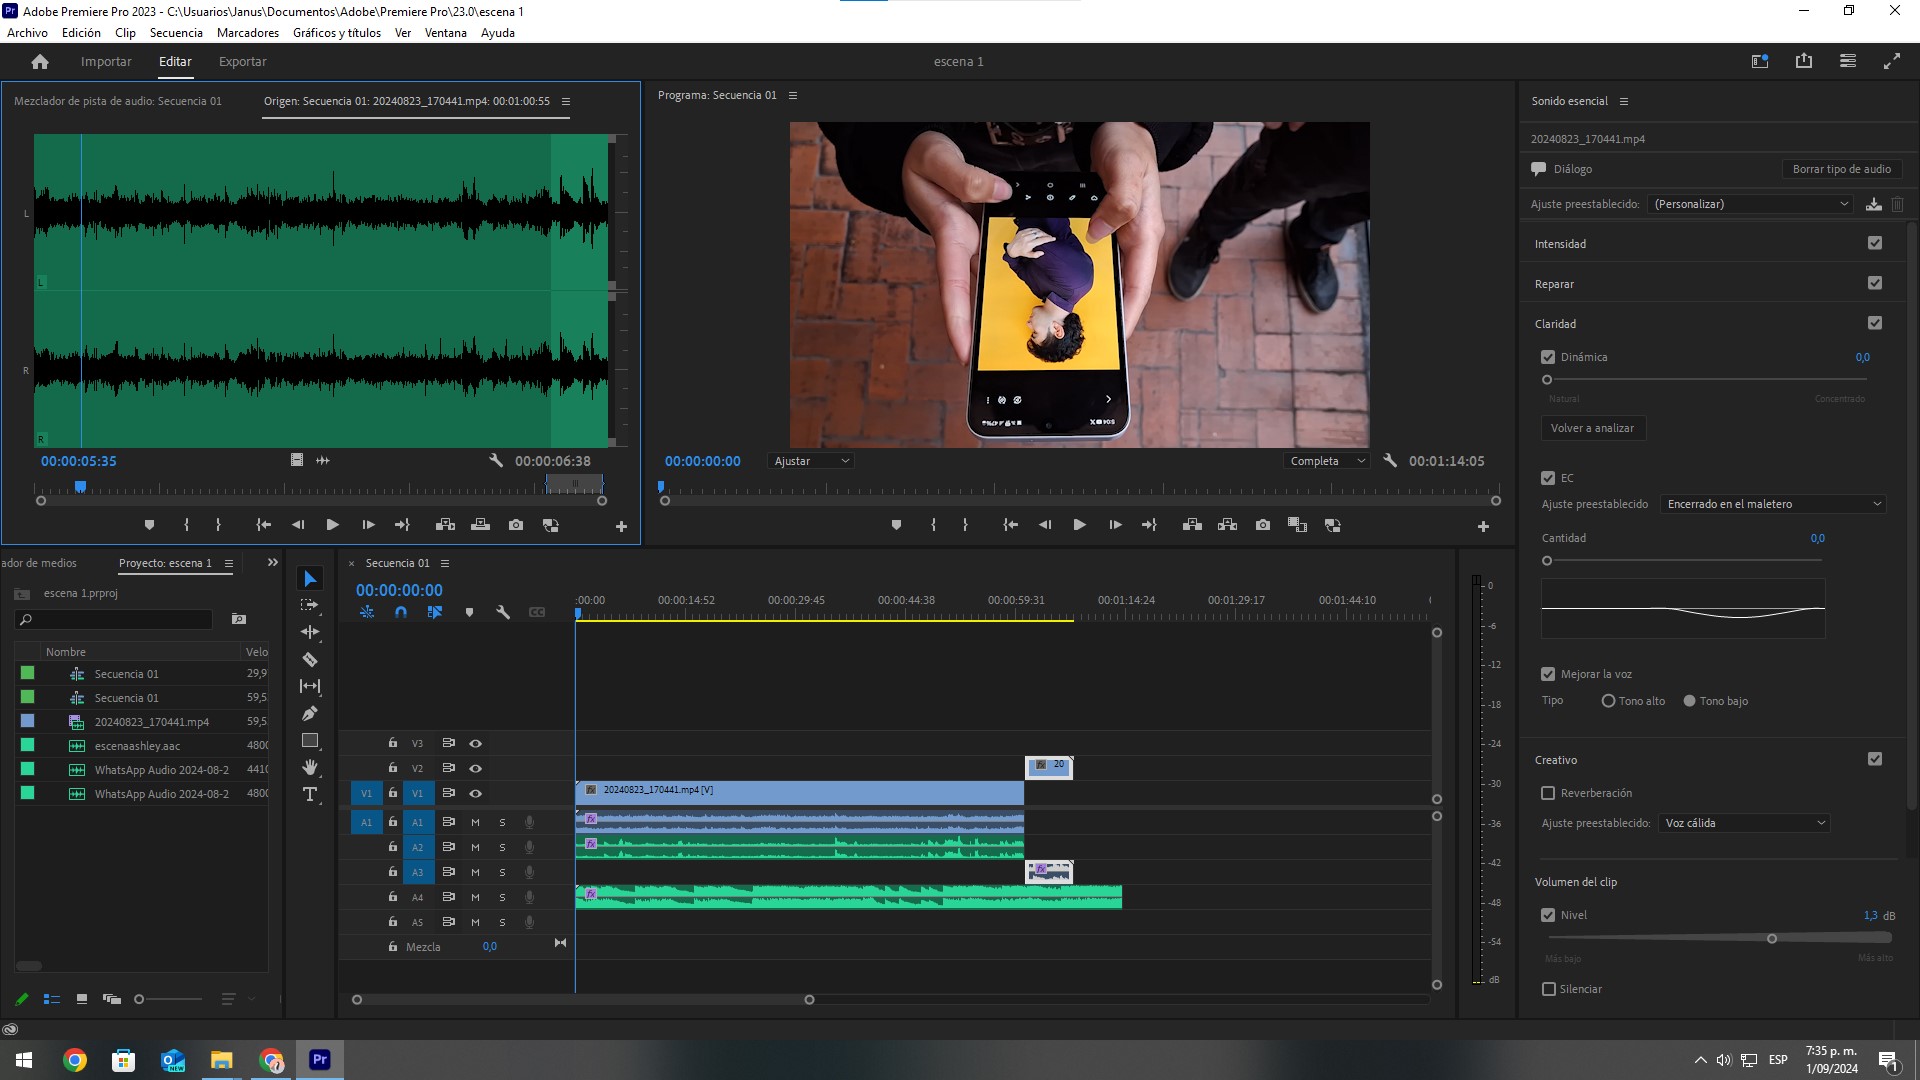 Adobe Premiere Pro 2023 - C:\Usuarios\Janus\Documentos\Adobe\Premiere Pro\23.0\escena 1
Archivo Edición Clip Secuencia Marcadores Gráficos y títulos Ver Ventana Ayuda
Importar Editar Exportar
escena 1
Mezclador de pista de audio: Secuencia 01
Origen: Secuencia 01: 20240823_170441.mp4: 00:01:00:55
L
L
R
R
00:00:05:35
00:00:06:38
Programa: Secuencia 01
00:00:00:00
Ajustar
Completa
00:01:14:05
Sonido esencial
20240823_170441.mp4
Diálogo
Borrar tipo de audio
Ajuste preestablecido: (Personalizar)
Intensidad
Reparar
Claridad
Dinámica 0,0
Natural Concentrado
Volver a analizar
EC
Ajuste preestablecido Encerrado en el maletero
Cantidad 0,0
Mejorar la voz
Tipo Tono alto Tono bajo
Creativo
Reverberación
Ajuste preestablecido: Voz cálida
Volumen del clip
Nivel 1,3 dB
Más bajo Más alto
Silenciar
ador de medios
Proyecto: escena 1
escena 1.prproj
Nombre Velo
Secuencia 01 29,9
Secuencia 01 59,5
20240823_170441.mp4 59,5
escenaashley.aac 4800
WhatsApp Audio 2024-08-2 4410
WhatsApp Audio 2024-08-2 4800
Secuencia 01
00:00:00:00
:00:00 00:00:14:52 00:00:29:45 00:00:44:38 00:00:59:31 00:01:14:24 00:01:29:17 00:01:44:10
V3
V2 fx 20
V1 V1 fx 20240823_170441.mp4 [V]
A1 A1 M S fx
A2 M S fx
A3 M S fx
A4 M S fx
A5 M S
Mezcla 0,0
0
-6
-12
-18
-24
-30
-36
-42
-48
-54
dB
ESP
7:35 p. m.
1/09/2024
1